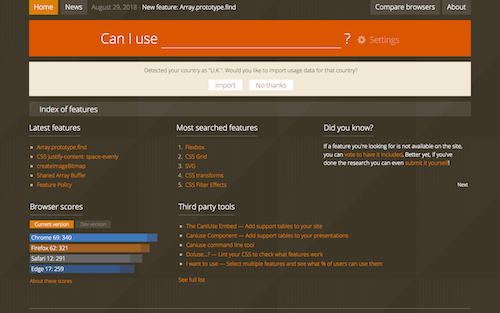 Home News August 29, 2018 - New feature: Array.prototype.find Compare browsers About
Can I use ? Settings
Detected your country as "U.K.". Would you like to import usage data for that country?
Import No thanks
Index of features
Latest features
Array.prototype.find
CSS justify-content: space-evenly
createImageBitmap
Shared Array Buffer
Feature Policy
Most searched features
1. Flexbox
2. CSS Grid
3. SVG
4. CSS transforms
5. CSS Filter Effects
Did you know?
If a feature you're looking for is not available on the site,
you can vote to have it included. Better yet, if you've
done the research you can even submit it yourself!
Next
Browser scores
Current version Dev version
Chrome 69: 340
Firefox 62: 321
Safari 12: 291
Edge 17: 259
About these scores
Third party tools
The CanIUse Embed — Add support tables to your site
Caniuse Component — Add support tables to your presentations
Caniuse command line tool
Doiuse...? — Lint your CSS to check what features work
I want to use — Select multiple features and see what % of users can use them
See full list